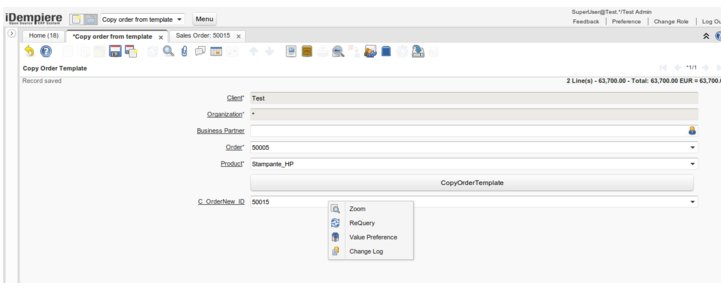 iDempiere
Open Source ERP System
Copy order from template
Menu
SuperUser@Test.*/Test Admin
Feedback | Preference | Change Role | Log Ou
Home (18)
*Copy order from template x
Sales Order: 50015 x
Copy Order Template
*1/1
Record saved
2 Line(s) - 63,700.00 - Total: 63,700.00 EUR = 63,700.
Client* Test
Organization* *
Business Partner
Order* 50005
Product* Stampante_HP
CopyOrderTemplate
C_OrderNew_ID 50015
Zoom
ReQuery
Value Preference
Change Log